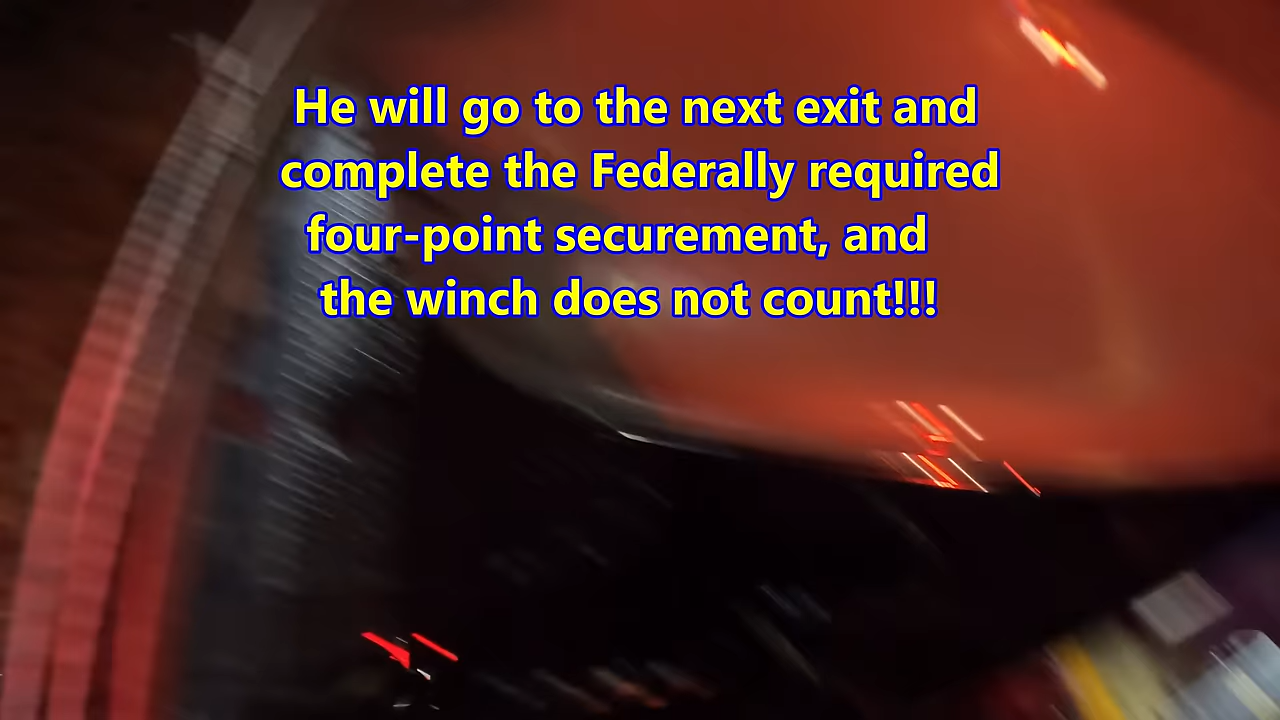 He will go to the next exit and
complete the Federally required
four-point securement, and
the winch does not count!!!